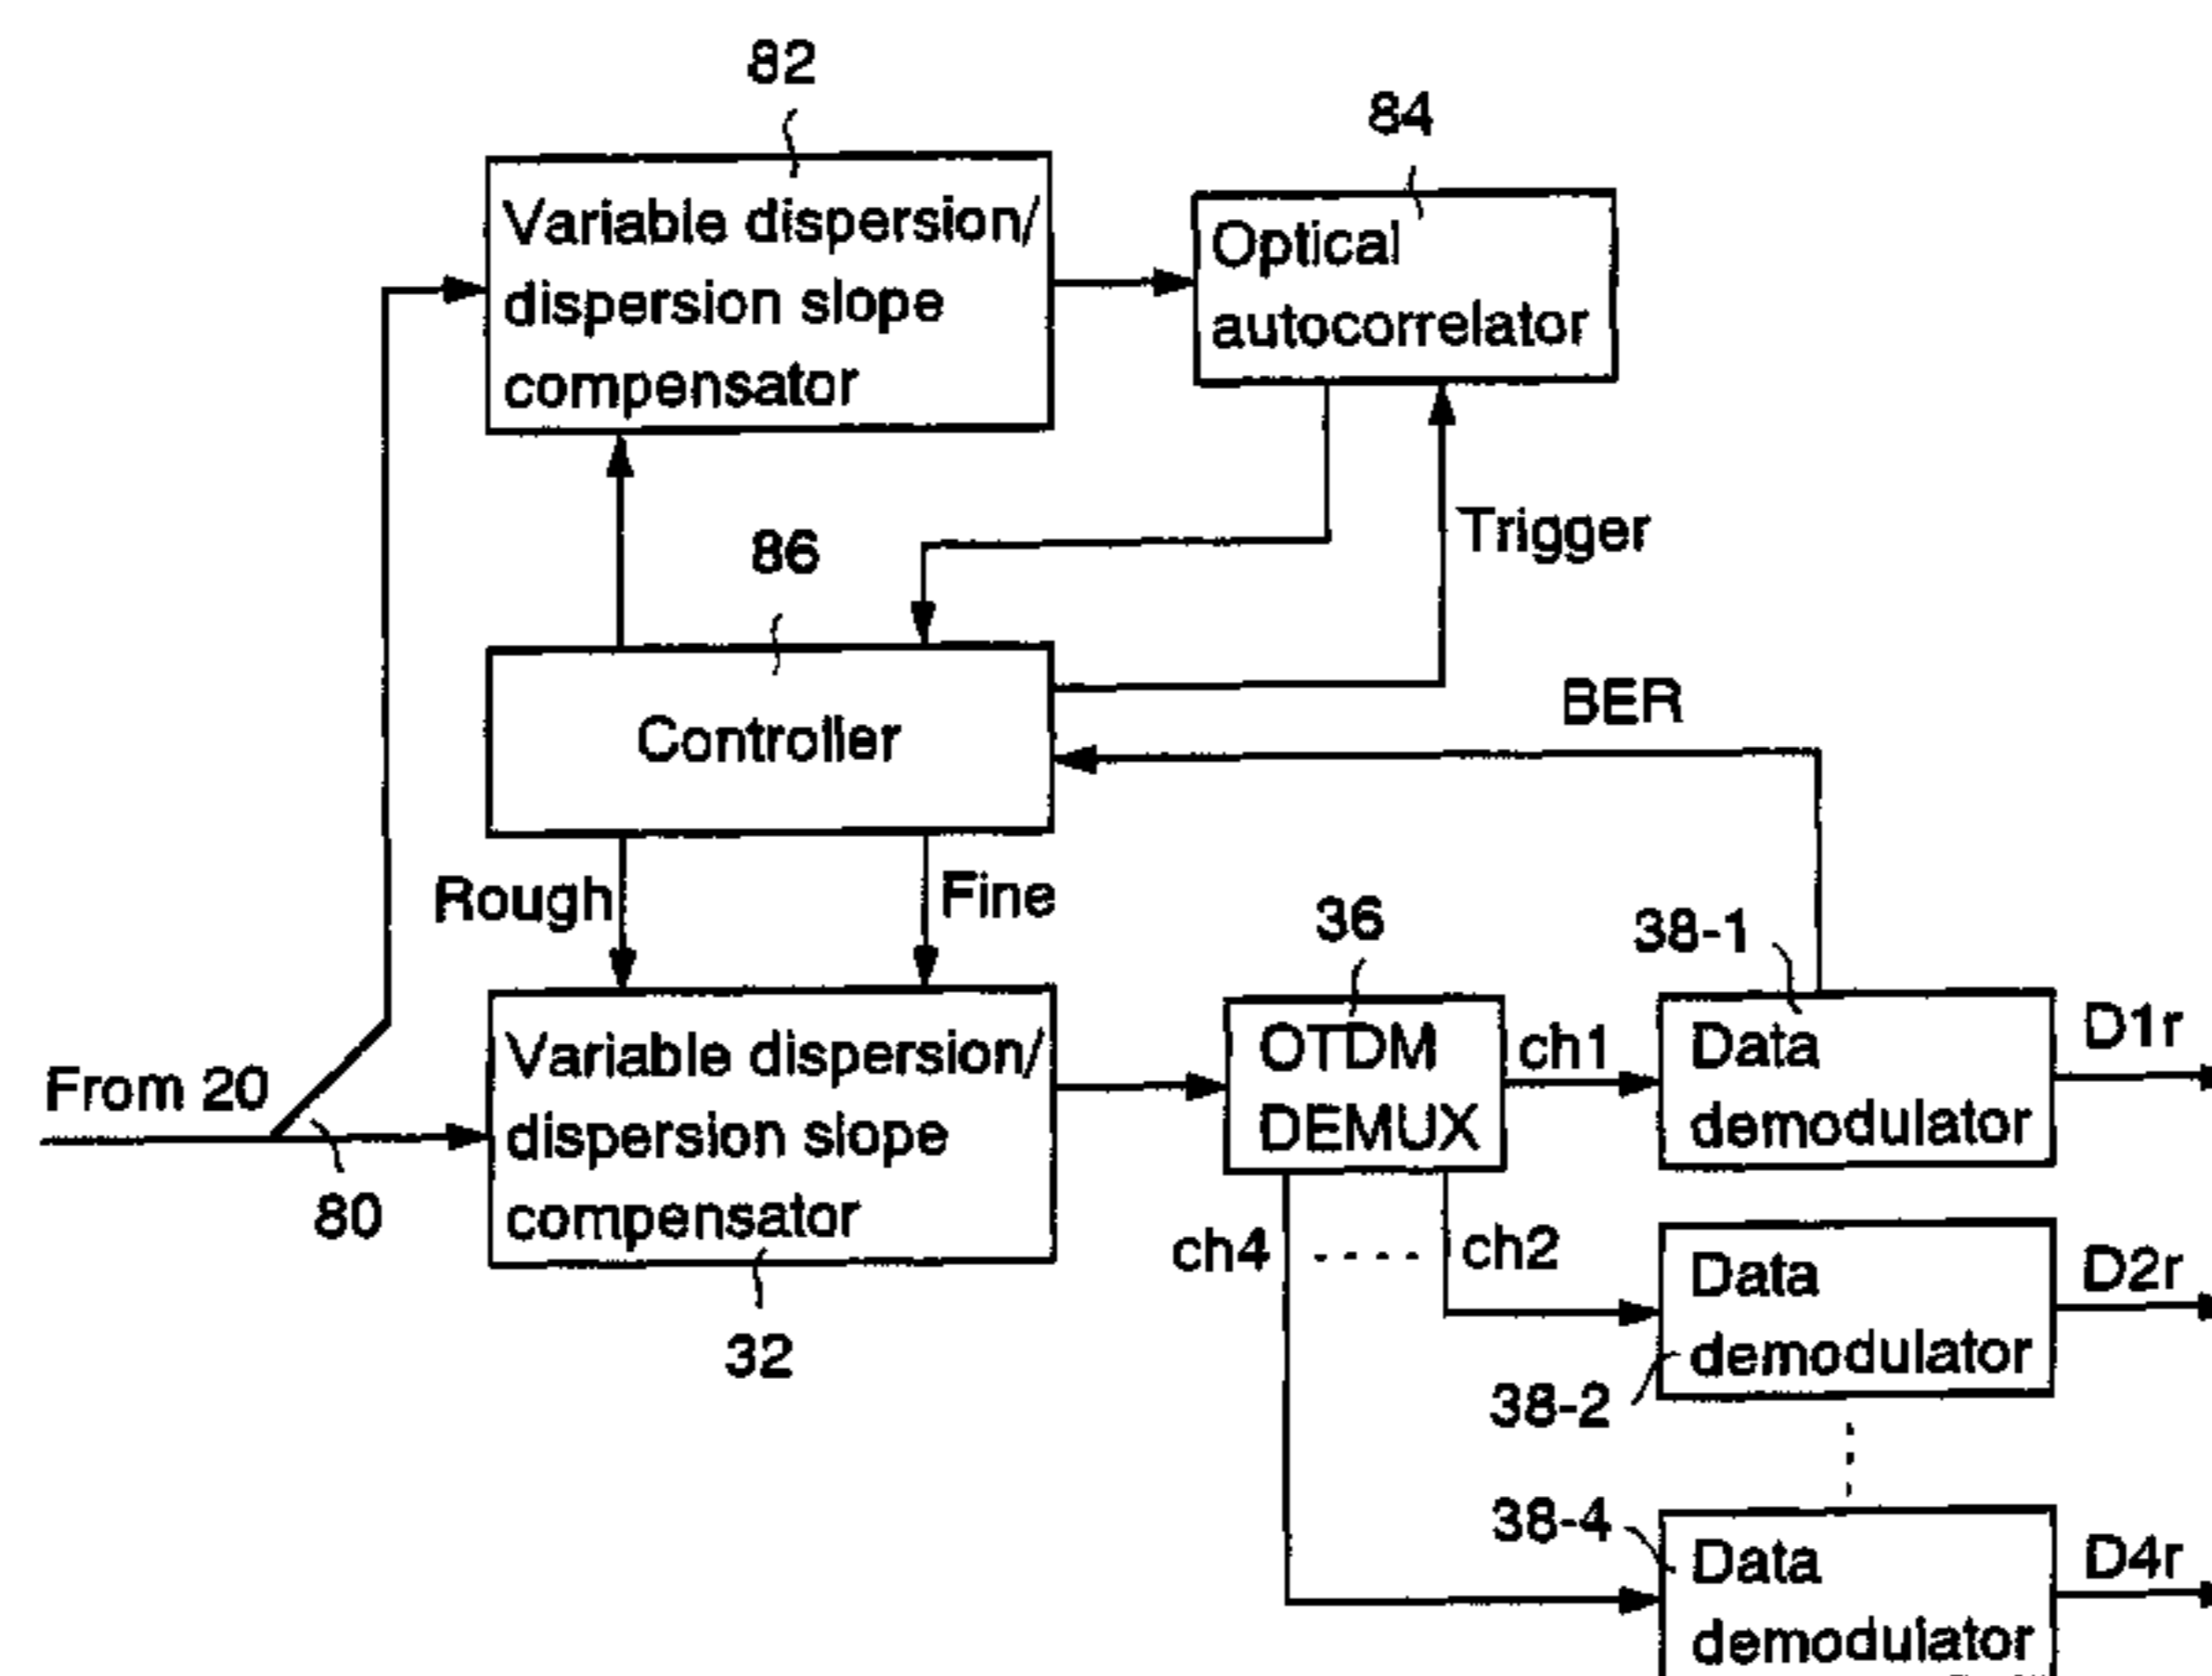 82
84
Variable dispersion/
dispersion slope
compensator
Optical
autocorrelator
86
Trigger
Controller
BER
Rough
Fine
36
38-1
From 20
80
Variable dispersion/
dispersion slope
compensator
32
OTDM
DEMUX
ch1
Data
demodulator
D1r
ch4
ch2
Data
demodulator
D2r
38-2
38-4
Data
demodulator
D4r